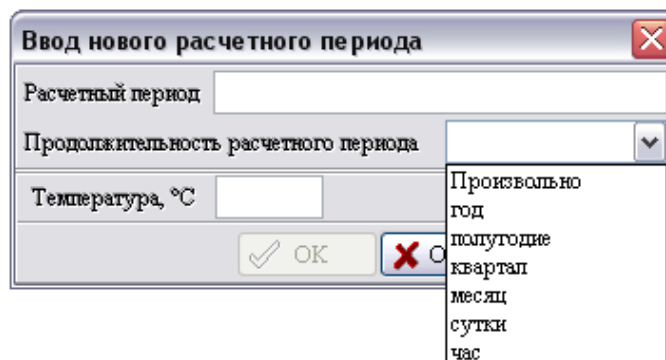 Ввод нового расчетного периода
Расчетный период
Продолжительность расчетного периода
Температура, °C
Произвольно
год
полугодие
квартал
месяц
сутки
час
OK
О